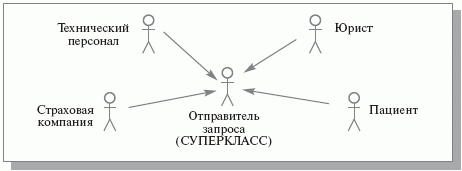 Технический
персонал
Юрист
Страховая
компания
Отправитель
запроса
(СУПЕРКЛАСС)
Пациент